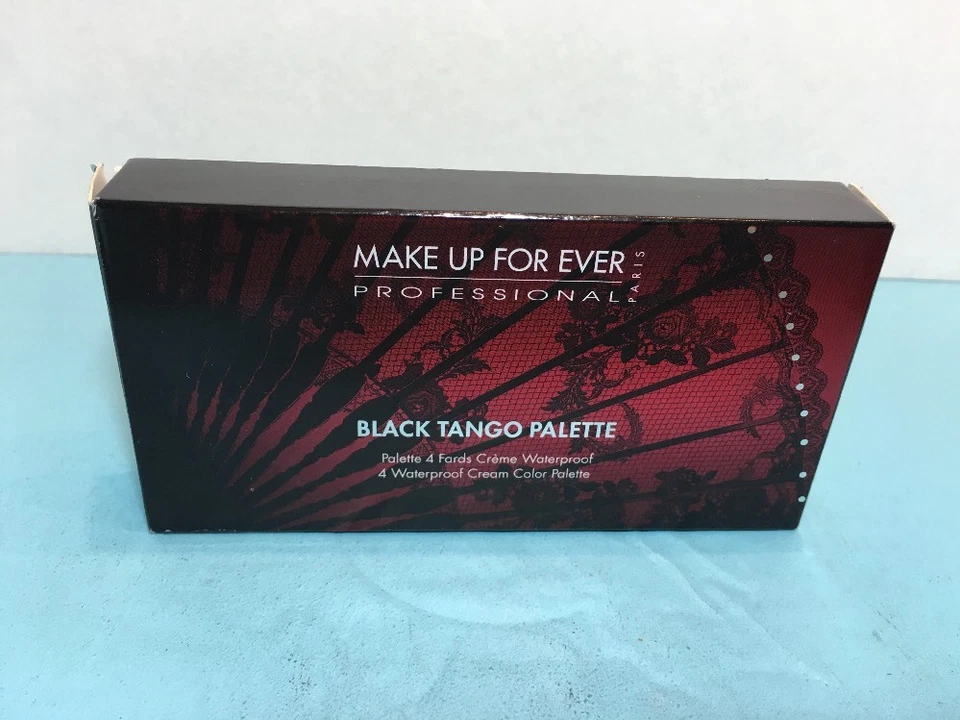 MAKE UP FOR EVER
PROFESSIONAL
PARIS
BLACK TANGO PALETTE
Palette 4 Fards Crème Waterproof
4 Waterproof Cream Color Palette